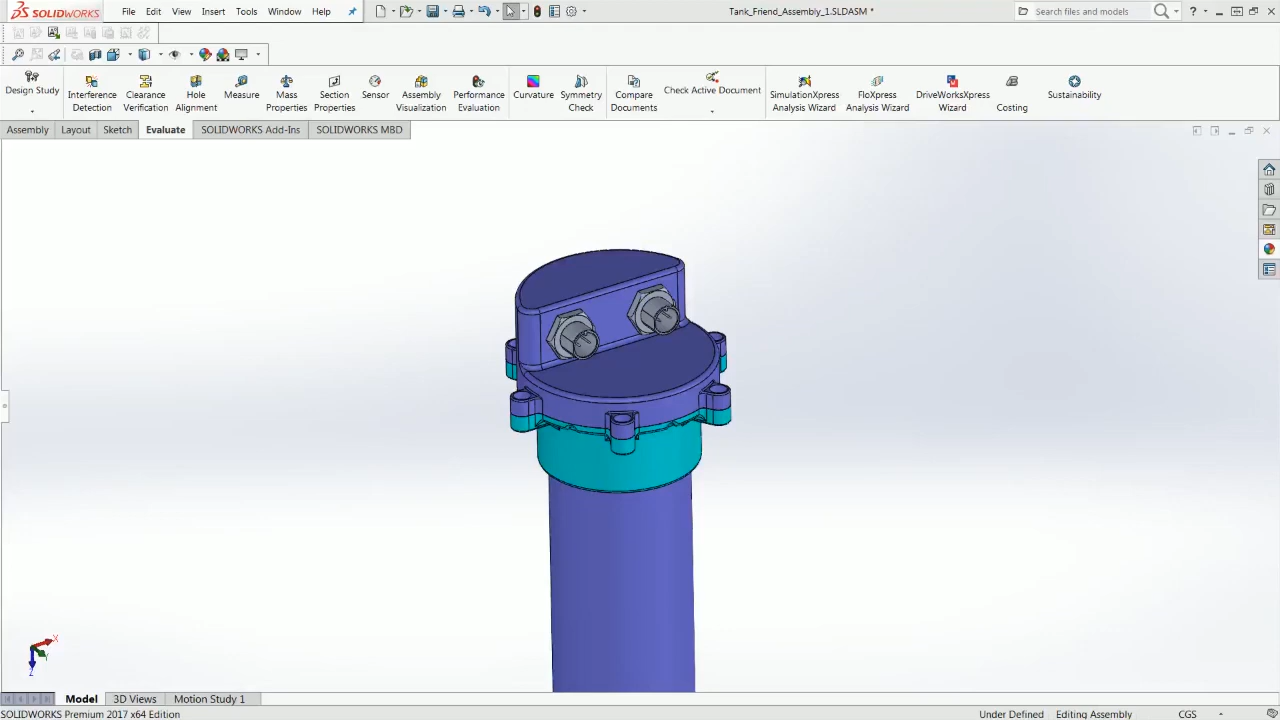 SOLIDWORKS
File Edit View Insert Tools Window Help
Tank_Friend_Assembly_1.SLDASM *
Search files and models
Design Study
Interference Detection
Clearance Verification
Hole Alignment
Measure
Mass Properties
Section Properties
Sensor
Assembly Visualization
Performance Evaluation
Curvature
Symmetry Check
Compare Documents
Check Active Document
SimulationXpress Analysis Wizard
FloXpress Analysis Wizard
DriveWorksXpress Wizard
Costing
Sustainability
Assembly Layout Sketch Evaluate SOLIDWORKS Add-Ins SOLIDWORKS MBD
X
Y
Z
Model 3D Views Motion Study 1
SOLIDWORKS Premium 2017 x64 Edition
Under Defined Editing Assembly CGS